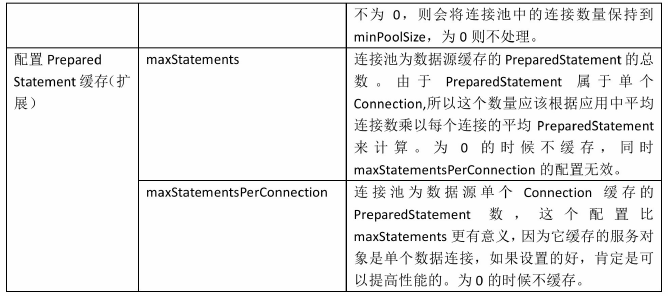 不为 0，则会将连接池中的连接数量保持到
minPoolSize，为 0 则不处理。
配置 Prepared
Statement 缓存（扩
展）
maxStatements
连接池为数据源缓存的 PreparedStatement 的总
数。由于 PreparedStatement 属于单个
Connection,所以这个数量应该根据应用中平均
连接数乘以每个连接的平均 PreparedStatement
来计算。为 0 的时候不缓存，同时
maxStatementsPerConnection 的配置无效。
maxStatementsPerConnection
连接池为数据源单个 Connection 缓存的
PreparedStatement 数，这个配置比
maxStatements 更有意义，因为它缓存的服务对
象是单个数据连接，如果设置的好，肯定是可
以提高性能的。为 0 的时候不缓存。